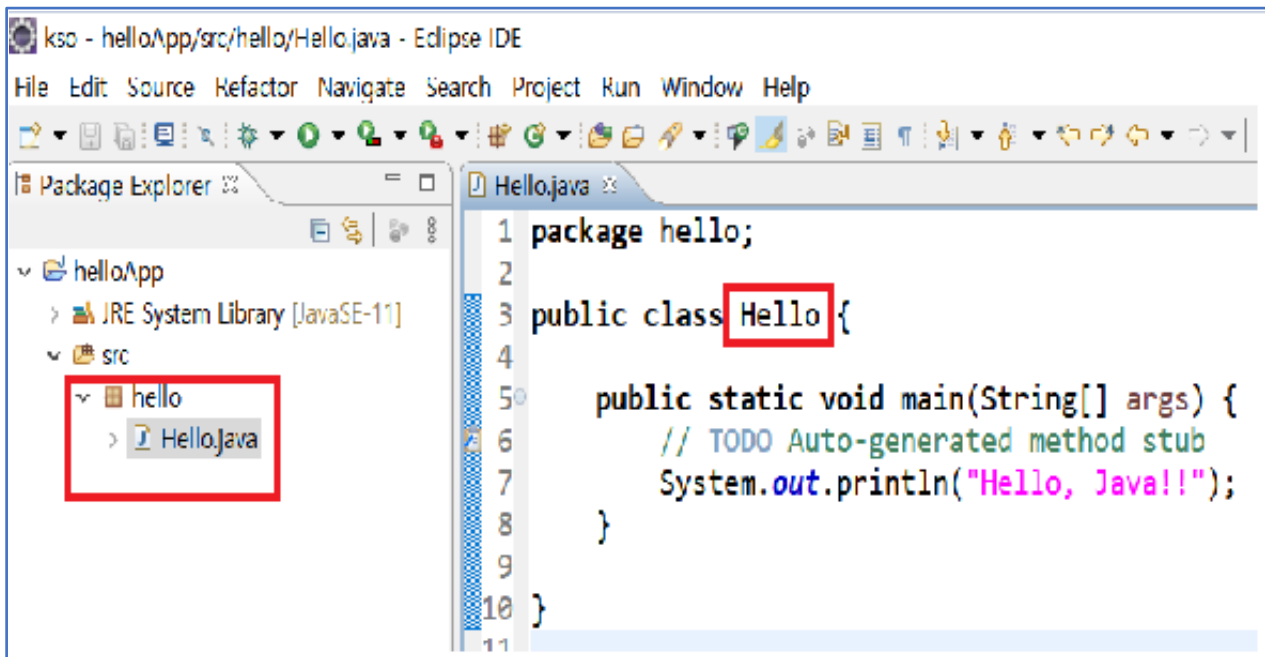 kso - helloApp/src/hello/Hello.java - Eclipse IDE
File Edit Source Refactor Navigate Search Project Run Window Help
Package Explorer
helloApp
JRE System Library [JavaSE-11]
src
hello
Hello.Java
Hello.java
1 package hello;
2
3 public class Hello {
4
5 public static void main(String[] args) {
6 // TODO Auto-generated method stub
7 System.out.println("Hello, Java!!");
8 }
9
10 }
11